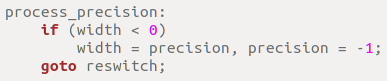 process_precision:
    if (width < 0)
        width = precision, precision = -1;
    goto reswitch;